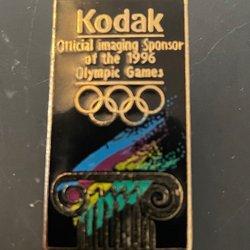 Kodak
Official imaging Sponsor
of the 1996
Olympic Games